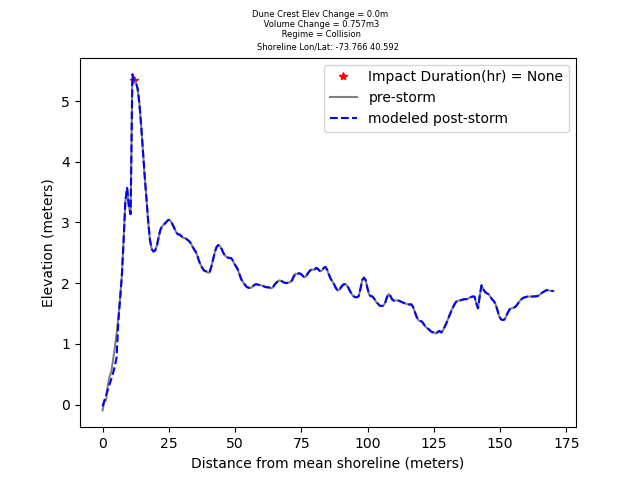 Dune Crest Elev Change = 0.0m
Volume Change = 0.757m3
Regime = Collision
Shoreline Lon/Lat: -73.766 40.592
Impact Duration(hr) = None
pre-storm
modeled post-storm
Elevation (meters)
5
4
3
2
1
0
0 25 50 75 100 125 150 175
Distance from mean shoreline (meters)